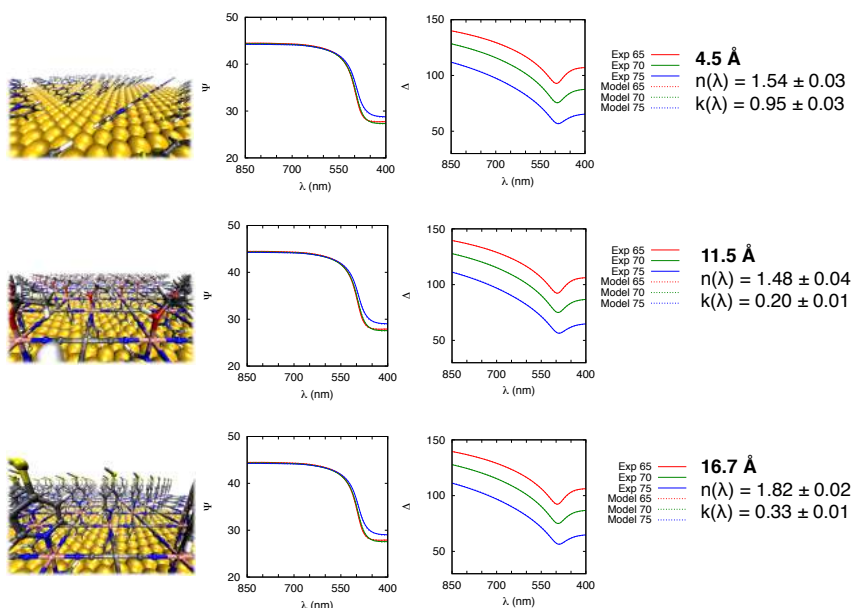 50
40
30
20
850 700 550 400
λ (nm)
Ψ
150
100
50
850 700 550 400
λ (nm)
Δ
Exp 65
Exp 70
Exp 75
Model 65
Model 70
Model 75
4.5 Å
n(λ) = 1.54 ± 0.03
k(λ) = 0.95 ± 0.03
50
40
30
20
850 700 550 400
λ (nm)
Ψ
150
100
50
850 700 550 400
λ (nm)
Δ
Exp 65
Exp 70
Exp 75
Model 65
Model 70
Model 75
11.5 Å
n(λ) = 1.48 ± 0.04
k(λ) = 0.20 ± 0.01
50
40
30
20
850 700 550 400
λ (nm)
Ψ
150
100
50
850 700 550 400
λ (nm)
Δ
Exp 65
Exp 70
Exp 75
Model 65
Model 70
Model 75
16.7 Å
n(λ) = 1.82 ± 0.02
k(λ) = 0.33 ± 0.01